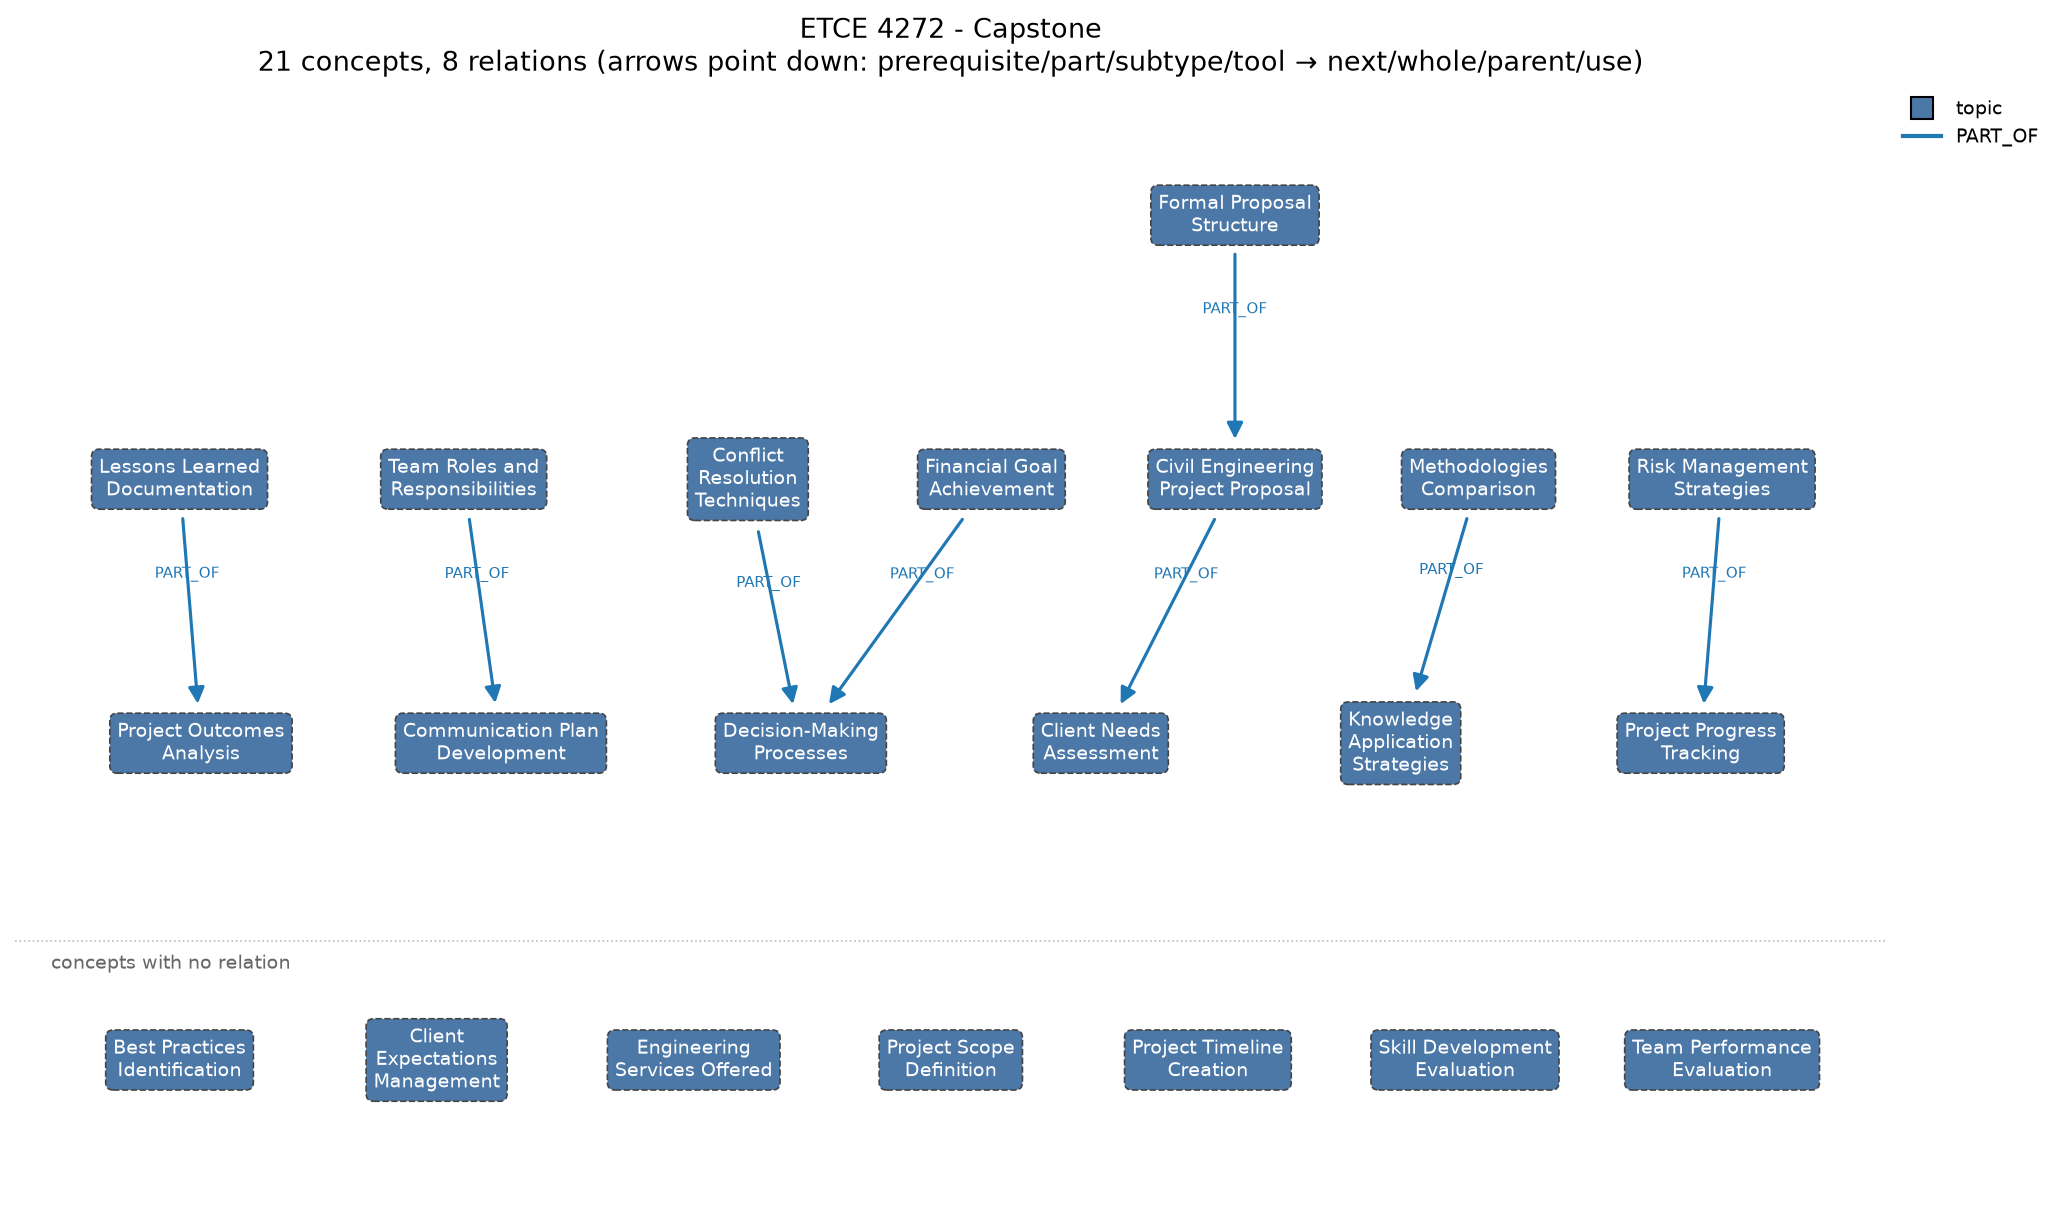 ETCE 4272 - Capstone
21 concepts, 8 relations (arrows point down: prerequisite/part/subtype/tool → next/whole/parent/use)
topic
PART_OF
Formal Proposal
Structure
PART_OF
Lessons Learned
Documentation
Team Roles and
Responsibilities
Conflict
Resolution
Techniques
Financial Goal
Achievement
Civil Engineering
Project Proposal
Methodologies
Comparison
Risk Management
Strategies
PART_OF
PART_OF
PART_OF
PART_OF
PART_OF
PART_OF
PART_OF
Project Outcomes
Analysis
Communication Plan
Development
Decision-Making
Processes
Client Needs
Assessment
Knowledge
Application
Strategies
Project Progress
Tracking
concepts with no relation
Best Practices
Identification
Client
Expectations
Management
Engineering
Services Offered
Project Scope
Definition
Project Timeline
Creation
Skill Development
Evaluation
Team Performance
Evaluation